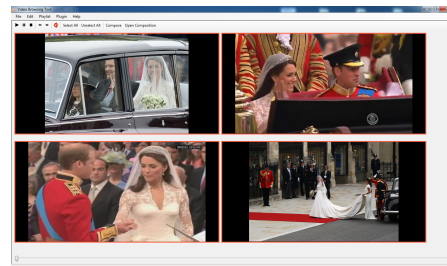 Video Browsing Tool
File Edit Playlist Plugin Help
Select All Unselect All Compose Open Composition